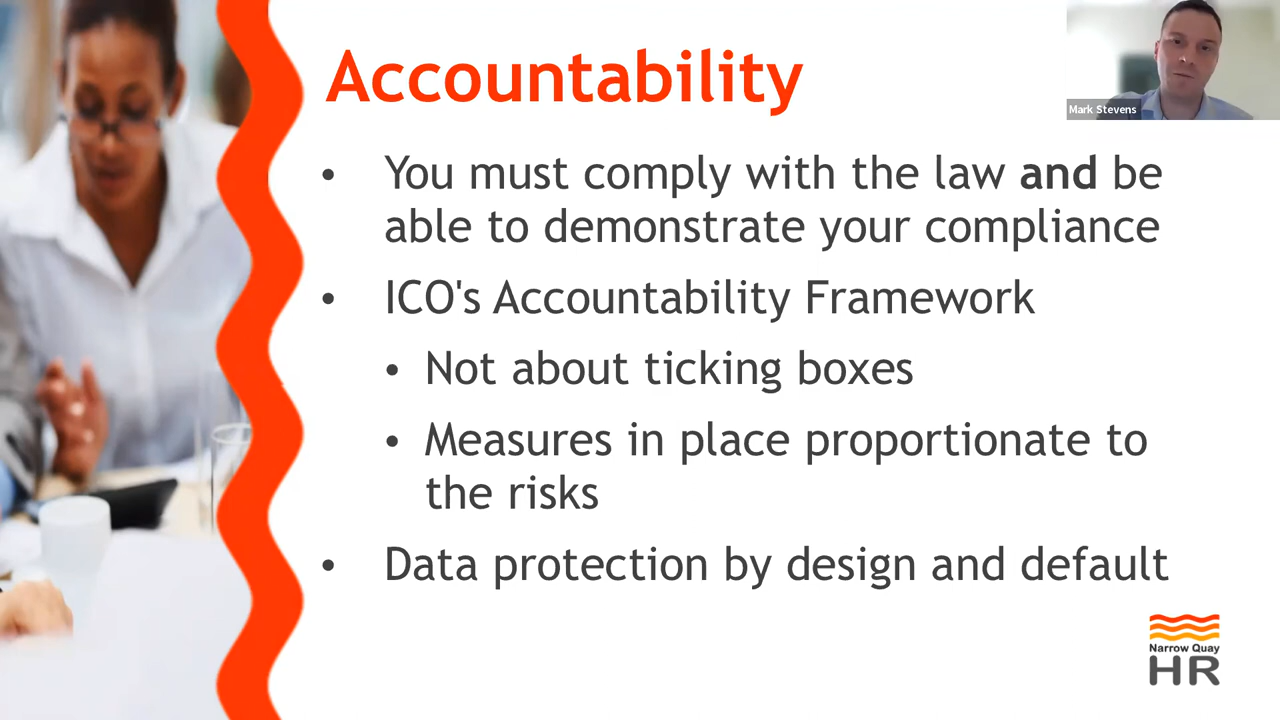 Accountability
Mark Stevens
• You must comply with the law and be
able to demonstrate your compliance
• ICO's Accountability Framework
• Not about ticking boxes
• Measures in place proportionate to
the risks
• Data protection by design and default
Narrow Quay
HR